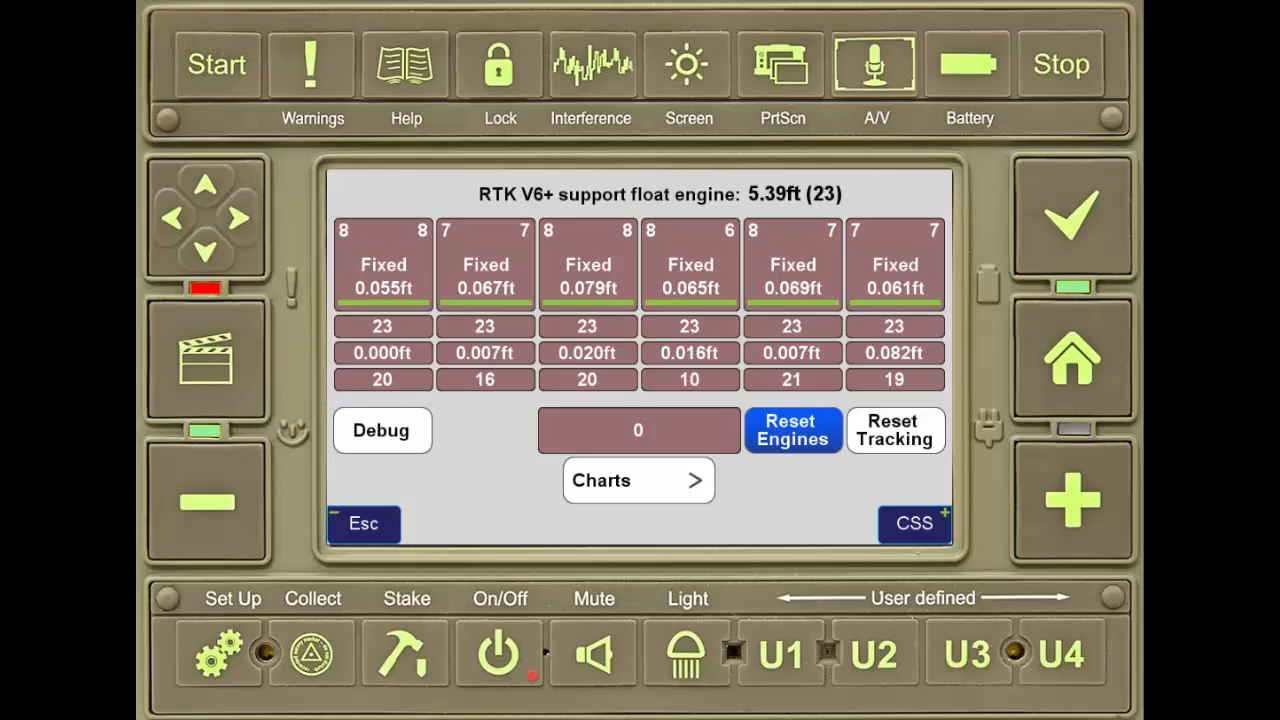 Start
Stop
Warnings Help Lock Interference Screen PrtScn A/V Battery
RTK V6+ support float engine: 5.39ft (23)
8 8 7 7 8 8 8 6 8 7 7 7
Fixed Fixed Fixed Fixed Fixed Fixed
0.055ft 0.067ft 0.079ft 0.065ft 0.069ft 0.061ft
23 23 23 23 23 23
0.000ft 0.007ft 0.020ft 0.016ft 0.007ft 0.082ft
20 16 20 10 21 19
Debug
0
Reset
Engines
Reset
Tracking
Charts >
Esc
CSS
Set Up Collect Stake On/Off Mute Light User defined
U1 U2 U3 U4